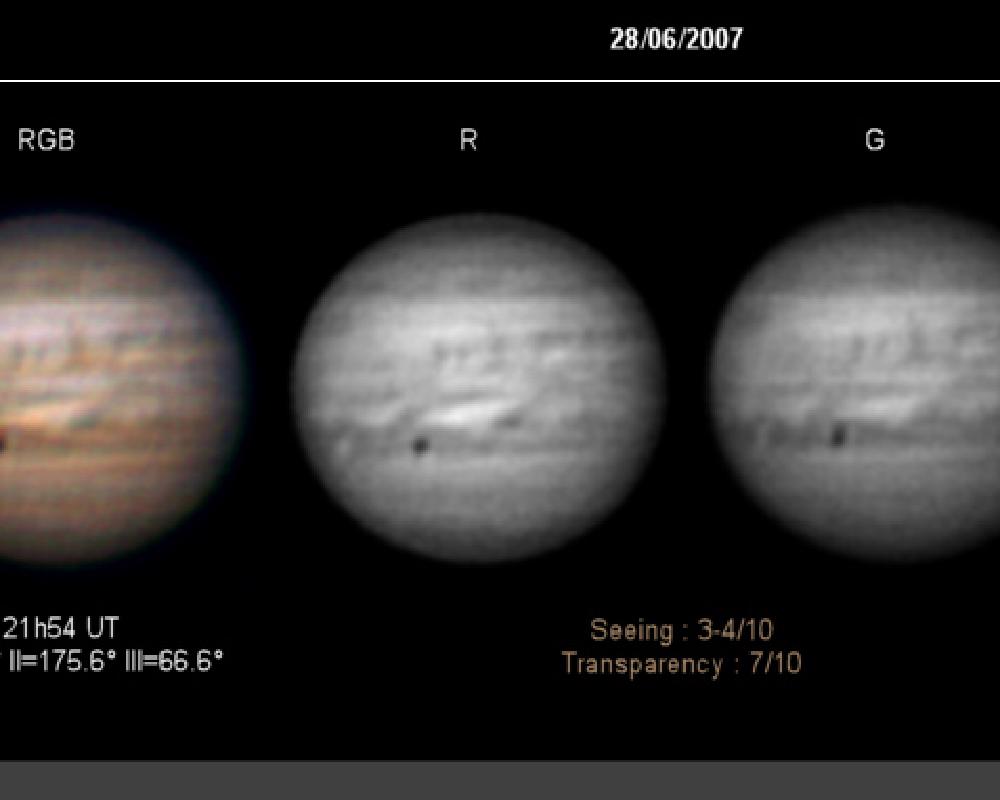 28/06/2007
RGB R G
21h54 UT
II=175.6° III=66.6°
Seeing : 3-4/10
Transparency : 7/10